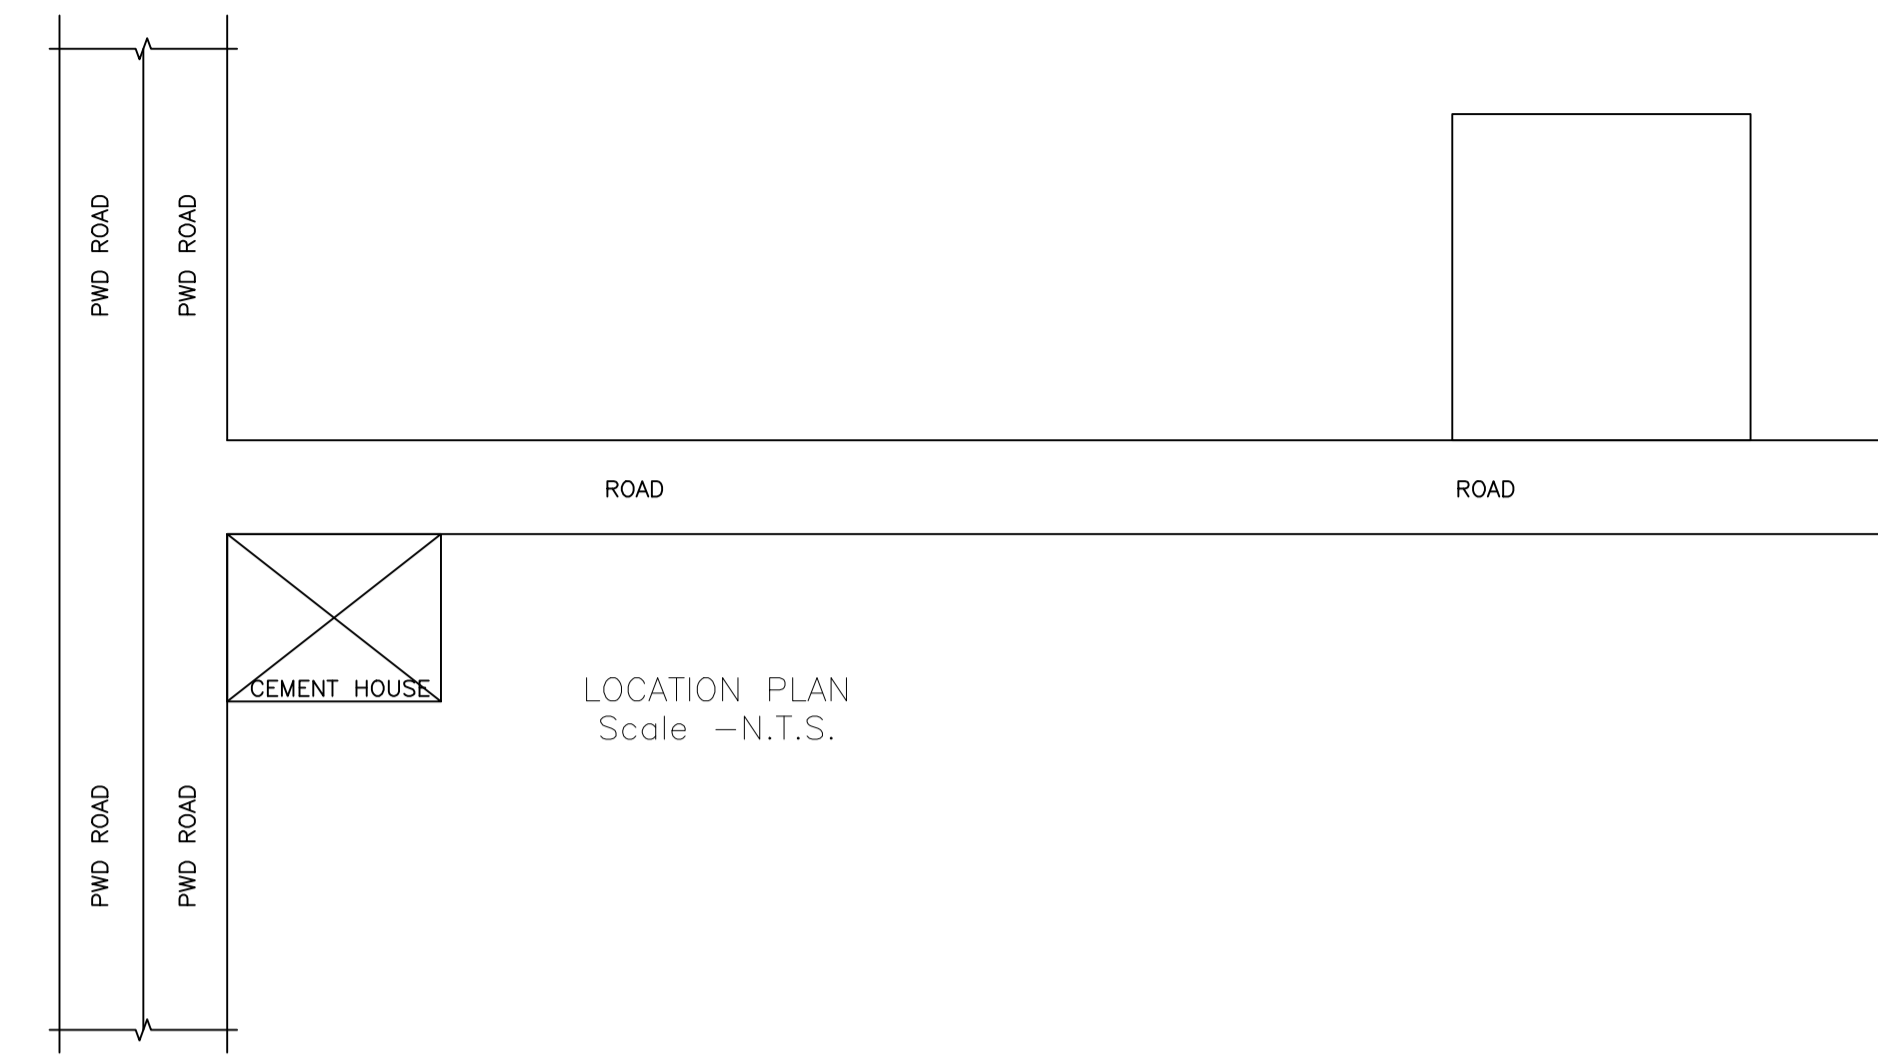 PWD ROAD
PWD ROAD
ROAD
ROAD
CEMENT HOUSE
LOCATION PLAN
Scale -N.T.S.
PWD ROAD
PWD ROAD